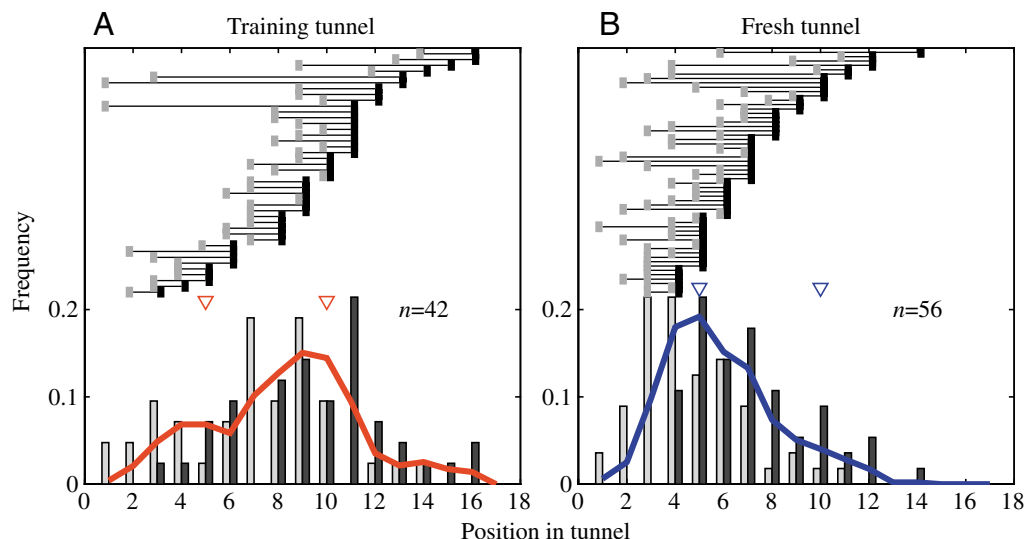 A Training tunnel
B Fresh tunnel
Frequency
n=42
n=56
0.2
0.1
0
0 2 4 6 8 10 12 14 16 18
0.2
0.1
0
0 2 4 6 8 10 12 14 16 18
Position in tunnel